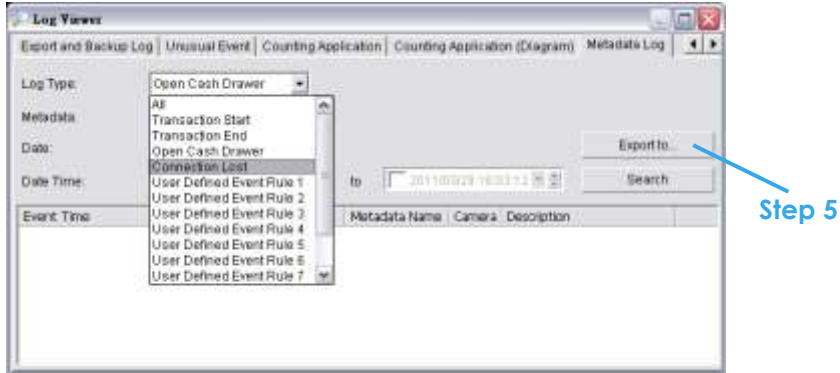 Log Viewer
Export and Backup Log Unusual Event Counting Application Counting Application (Diagram) Metadata Log
Log Type: Open Cash Drawer
All
Metadata Transaction Start
Transaction End
Date: Open Cash Drawer Export to...
Connection Lost
Date Time: User Defined Event Rule 1 to Search
User Defined Event Rule 2
Event Time User Defined Event Rule 3 Metadata Name Camera Description
User Defined Event Rule 4
User Defined Event Rule 5
User Defined Event Rule 6
User Defined Event Rule 7
Step 5